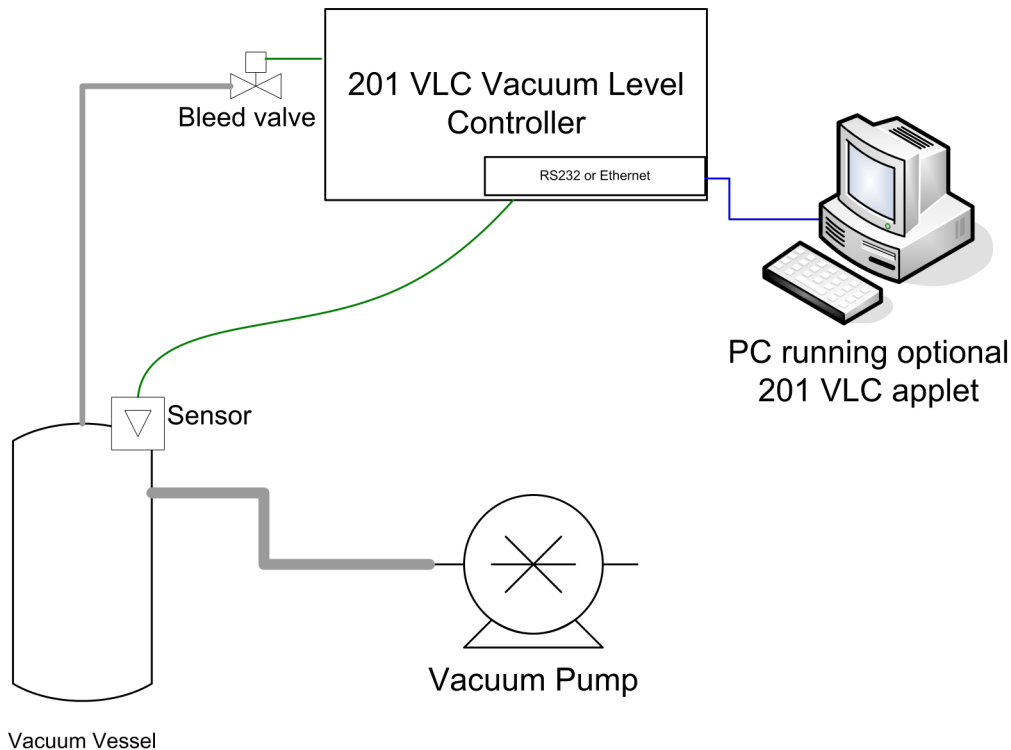 201 VLC Vacuum Level
Controller
Bleed valve
RS232 or Ethernet
PC running optional
201 VLC applet
Sensor
Vacuum Pump
Vacuum Vessel